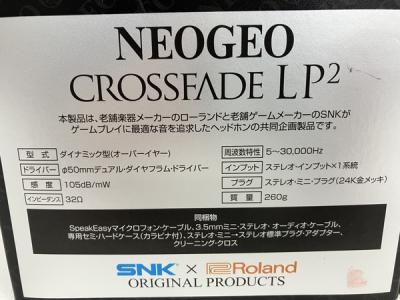 NEOGEO
CROSSFADE LP2
本製品は、老舗楽器メーカーのローランドと老舗ゲームメーカーのSNKが
ゲームプレイに最適な音を追求したヘッドホンの共同企画製品です。
型式 ダイナミック型(オーバーイヤー)
ドライバー φ50mmデュアル・ダイヤフラム・ドライバー
感度 105dB/mW
インピーダンス 32Ω
周波数特性 5〜30,000Hz
インプット ステレオ・インプット×1系統
プラグ ステレオ・ミニ・プラグ(24K金メッキ)
質量 260g
同梱物
SpeakEasyマイクロフォン・ケーブル、3.5mmミニ・ステレオ・オーディオ・ケーブル、
専用セミ・ハードケース(カラビナ付)、ステレオ・ミニ→ステレオ標準プラグ・アダプター、
クリーニング・クロス
SNK × Roland
ORIGINAL PRODUCTS